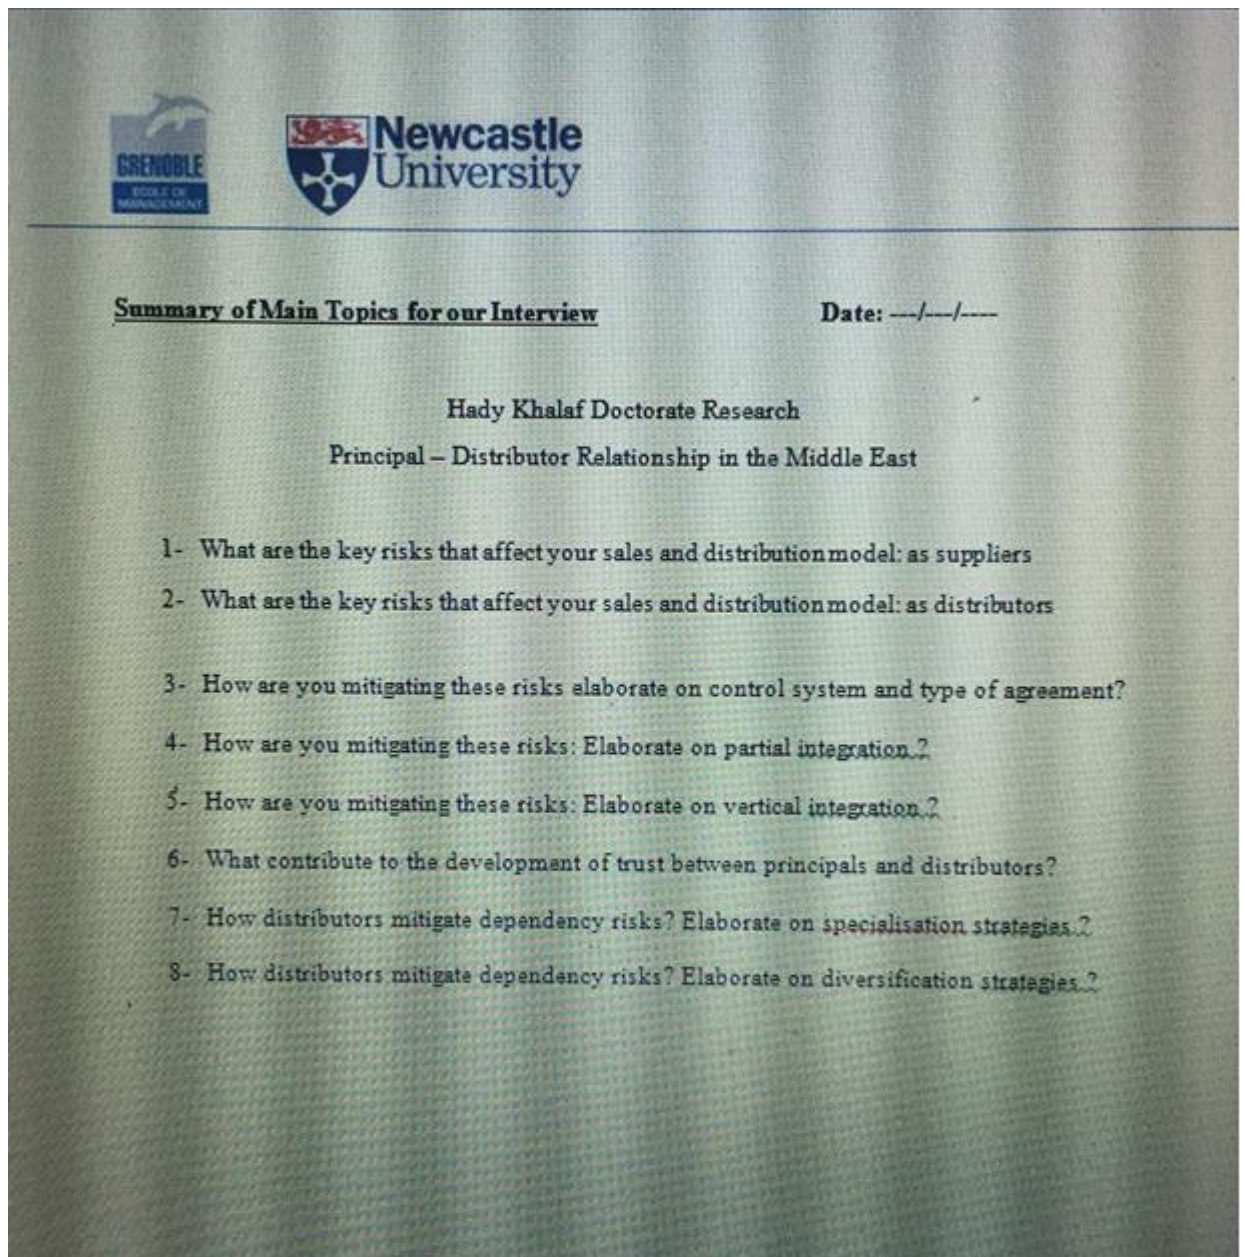 GRENOBLE
ECOLE DE
MANAGEMENT
Newcastle
University
Summary of Main Topics for our Interview Date: ---/---/----
Hady Khalaf Doctorate Research
Principal – Distributor Relationship in the Middle East
1- What are the key risks that affect your sales and distribution model: as suppliers
2- What are the key risks that affect your sales and distribution model: as distributors
3- How are you mitigating these risks elaborate on control system and type of agreement?
4- How are you mitigating these risks: Elaborate on partial integration ?
5- How are you mitigating these risks: Elaborate on vertical integration ?
6- What contribute to the development of trust between principals and distributors?
7- How distributors mitigate dependency risks? Elaborate on specialisation strategies ?
8- How distributors mitigate dependency risks? Elaborate on diversification strategies ?